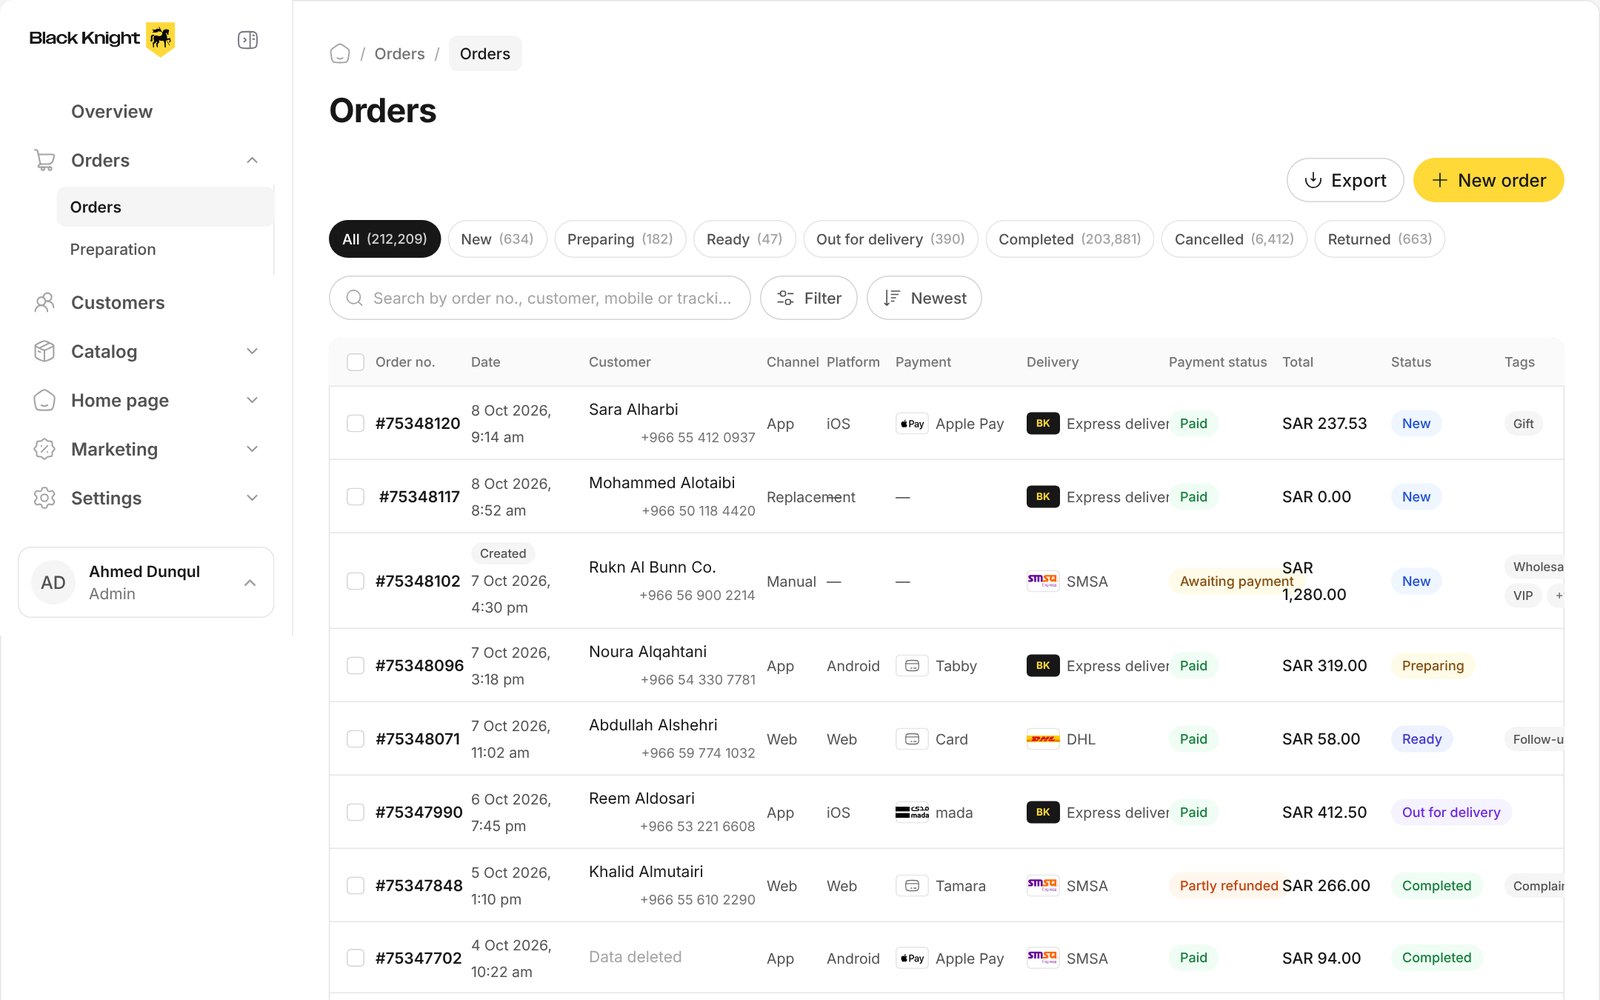 Black Knight
Overview
Orders
Orders
Preparation
Customers
Catalog
Home page
Marketing
Settings
AD
Ahmed Dunqul
Admin
/ Orders / Orders
Orders
Export
New order
All (212,209)
New (634)
Preparing (182)
Ready (47)
Out for delivery (390)
Completed (203,881)
Cancelled (6,412)
Returned (663)
Search by order no., customer, mobile or tracki...
Filter
Newest
Order no. Date Customer Channel Platform Payment Delivery Payment status Total Status Tags
#75348120 8 Oct 2026, 9:14 am Sara Alharbi +966 55 412 0937 App iOS Pay Apple Pay BK Express deliver Paid SAR 237.53 New Gift
#75348117 8 Oct 2026, 8:52 am Mohammed Alotaibi +966 50 118 4420 Replacement — — BK Express deliver Paid SAR 0.00 New
#75348102 Created 7 Oct 2026, 4:30 pm Rukn Al Bunn Co. +966 56 900 2214 Manual — — smsa SMSA Awaiting payment SAR 1,280.00 New Wholesa VIP +
#75348096 7 Oct 2026, 3:18 pm Noura Alqahtani +966 54 330 7781 App Android Tabby BK Express deliver Paid SAR 319.00 Preparing
#75348071 7 Oct 2026, 11:02 am Abdullah Alshehri +966 59 774 1032 Web Web Card DHL DHL Paid SAR 58.00 Ready Follow-u
#75347990 6 Oct 2026, 7:45 pm Reem Aldosari +966 53 221 6608 App iOS mada mada BK Express deliver Paid SAR 412.50 Out for delivery
#75347848 5 Oct 2026, 1:10 pm Khalid Almutairi +966 55 610 2290 Web Web Tamara smsa SMSA Partly refunded SAR 266.00 Completed Complai
#75347702 4 Oct 2026, 10:22 am Data deleted App Android Pay Apple Pay smsa SMSA Paid SAR 94.00 Completed